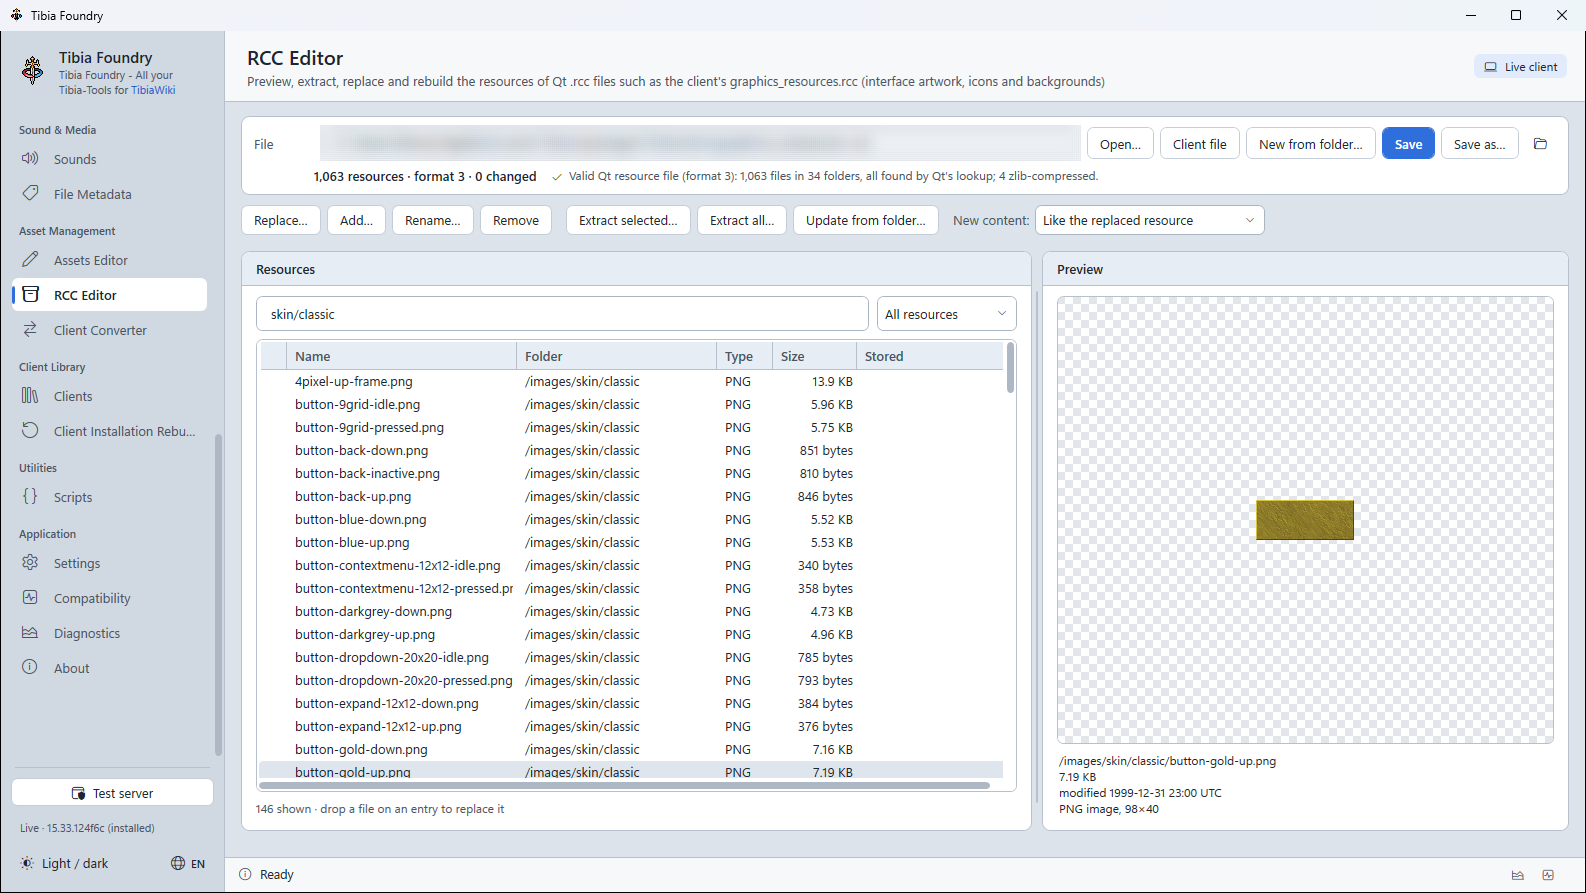 Tibia Foundry
Tibia Foundry
Tibia Foundry - All your
Tibia-Tools for TibiaWiki
Sound & Media
Sounds
File Metadata
Asset Management
Assets Editor
RCC Editor
Client Converter
Client Library
Clients
Client Installation Rebu...
Utilities
Scripts
Application
Settings
Compatibility
Diagnostics
About
Test server
Live · 15.33.124f6c (installed)
Light / dark
EN
RCC Editor
Preview, extract, replace and rebuild the resources of Qt .rcc files such as the client's graphics_resources.rcc (interface artwork, icons and backgrounds)
Live client
File
Open...
Client file
New from folder...
Save
Save as...
1,063 resources · format 3 · 0 changed
Valid Qt resource file (format 3): 1,063 files in 34 folders, all found by Qt's lookup; 4 zlib-compressed.
Replace...
Add...
Rename...
Remove
Extract selected...
Extract all...
Update from folder...
New content:
Like the replaced resource
Resources
skin/classic
All resources
Name Folder Type Size Stored
4pixel-up-frame.png /images/skin/classic PNG 13.9 KB
button-9grid-idle.png /images/skin/classic PNG 5.96 KB
button-9grid-pressed.png /images/skin/classic PNG 5.75 KB
button-back-down.png /images/skin/classic PNG 851 bytes
button-back-inactive.png /images/skin/classic PNG 810 bytes
button-back-up.png /images/skin/classic PNG 846 bytes
button-blue-down.png /images/skin/classic PNG 5.52 KB
button-blue-up.png /images/skin/classic PNG 5.53 KB
button-contextmenu-12x12-idle.png /images/skin/classic PNG 340 bytes
button-contextmenu-12x12-pressed.pr /images/skin/classic PNG 358 bytes
button-darkgrey-down.png /images/skin/classic PNG 4.73 KB
button-darkgrey-up.png /images/skin/classic PNG 4.96 KB
button-dropdown-20x20-idle.png /images/skin/classic PNG 785 bytes
button-dropdown-20x20-pressed.png /images/skin/classic PNG 793 bytes
button-expand-12x12-down.png /images/skin/classic PNG 384 bytes
button-expand-12x12-up.png /images/skin/classic PNG 376 bytes
button-gold-down.png /images/skin/classic PNG 7.16 KB
button-gold-up.png /images/skin/classic PNG 7.19 KB
146 shown · drop a file on an entry to replace it
Preview
/images/skin/classic/button-gold-up.png
7.19 KB
modified 1999-12-31 23:00 UTC
PNG image, 98×40
Ready